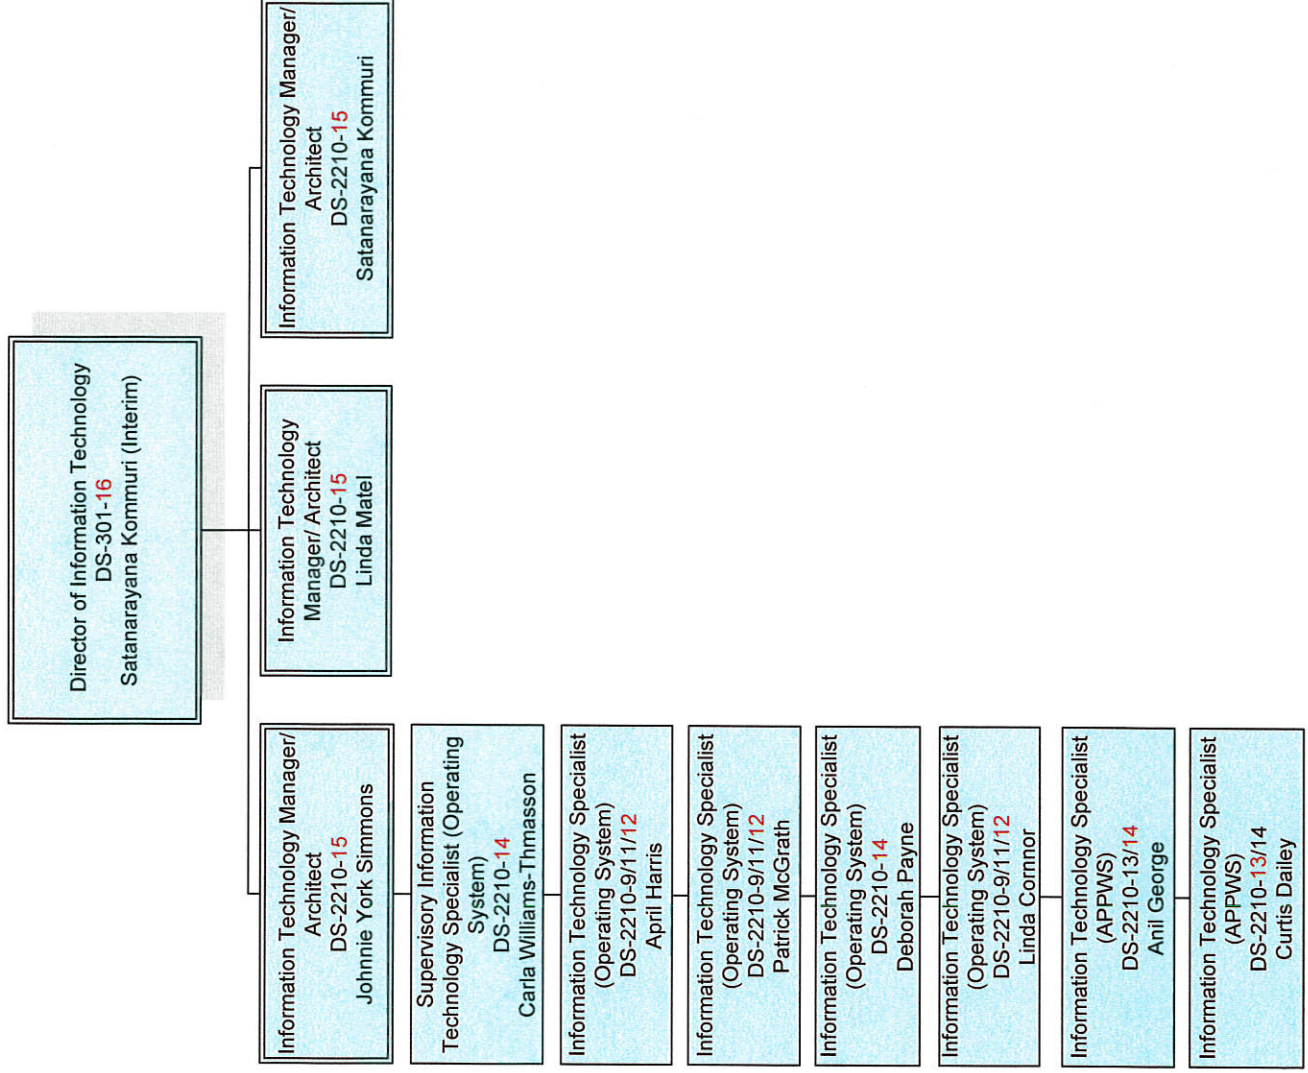 Director of Information Technology
DS-301-16
Satanarayana Kommuri (Interim)
Information Technology Manager/
Architect
DS-2210-15
Johnnie York Simmons
Information Technology
Manager/ Architect
DS-2210-15
Linda Matel
Information Technology Manager/
Architect
DS-2210-15
Satanarayana Kommuri
Supervisory Information
Technology Specialist (Operating
System)
DS-2210-14
Carla Williams-Thmasson
Information Technology Specialist
(Operating System)
DS-2210-9/11/12
April Harris
Information Technology Specialist
(Operating System)
DS-2210-9/11/12
Patrick McGrath
Information Technology Specialist
(Operating System)
DS-2210-14
Deborah Payne
Information Technology Specialist
(Operating System)
DS-2210-9/11/12
Linda Connor
Information Technology Specialist
(APPWS)
DS-2210-13/14
Anil George
Information Technology Specialist
(APPWS)
DS-2210-13/14
Curtis Dailey